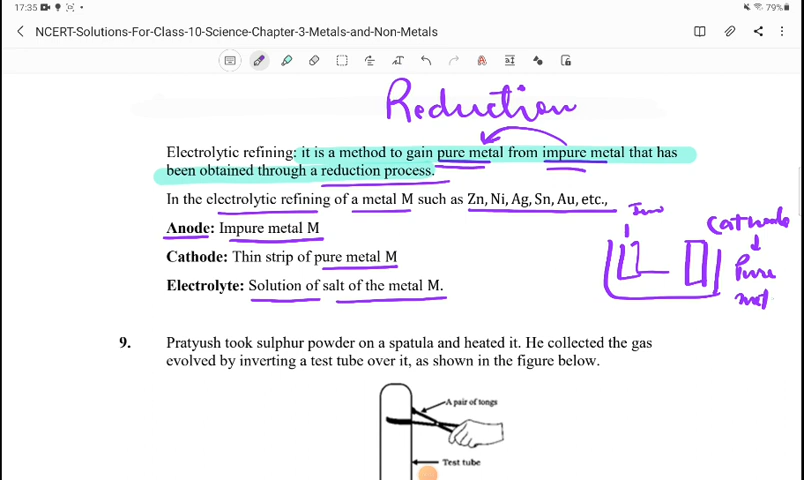 17:35
79%
NCERT-Solutions-For-Class-10-Science-Chapter-3-Metals-and-Non-Metals
Reduction
Electrolytic refining: it is a method to gain pure metal from impure metal that has
been obtained through a reduction process.
In the electrolytic refining of a metal M such as Zn, Ni, Ag, Sn, Au, etc.,
Anode: Impure metal M
Cathode: Thin strip of pure metal M
Electrolyte: Solution of salt of the metal M.
Cathode
Pure
9. Pratyush took sulphur powder on a spatula and heated it. He collected the gas
evolved by inverting a test tube over it, as shown in the figure below.
A pair of tongs
Test tube